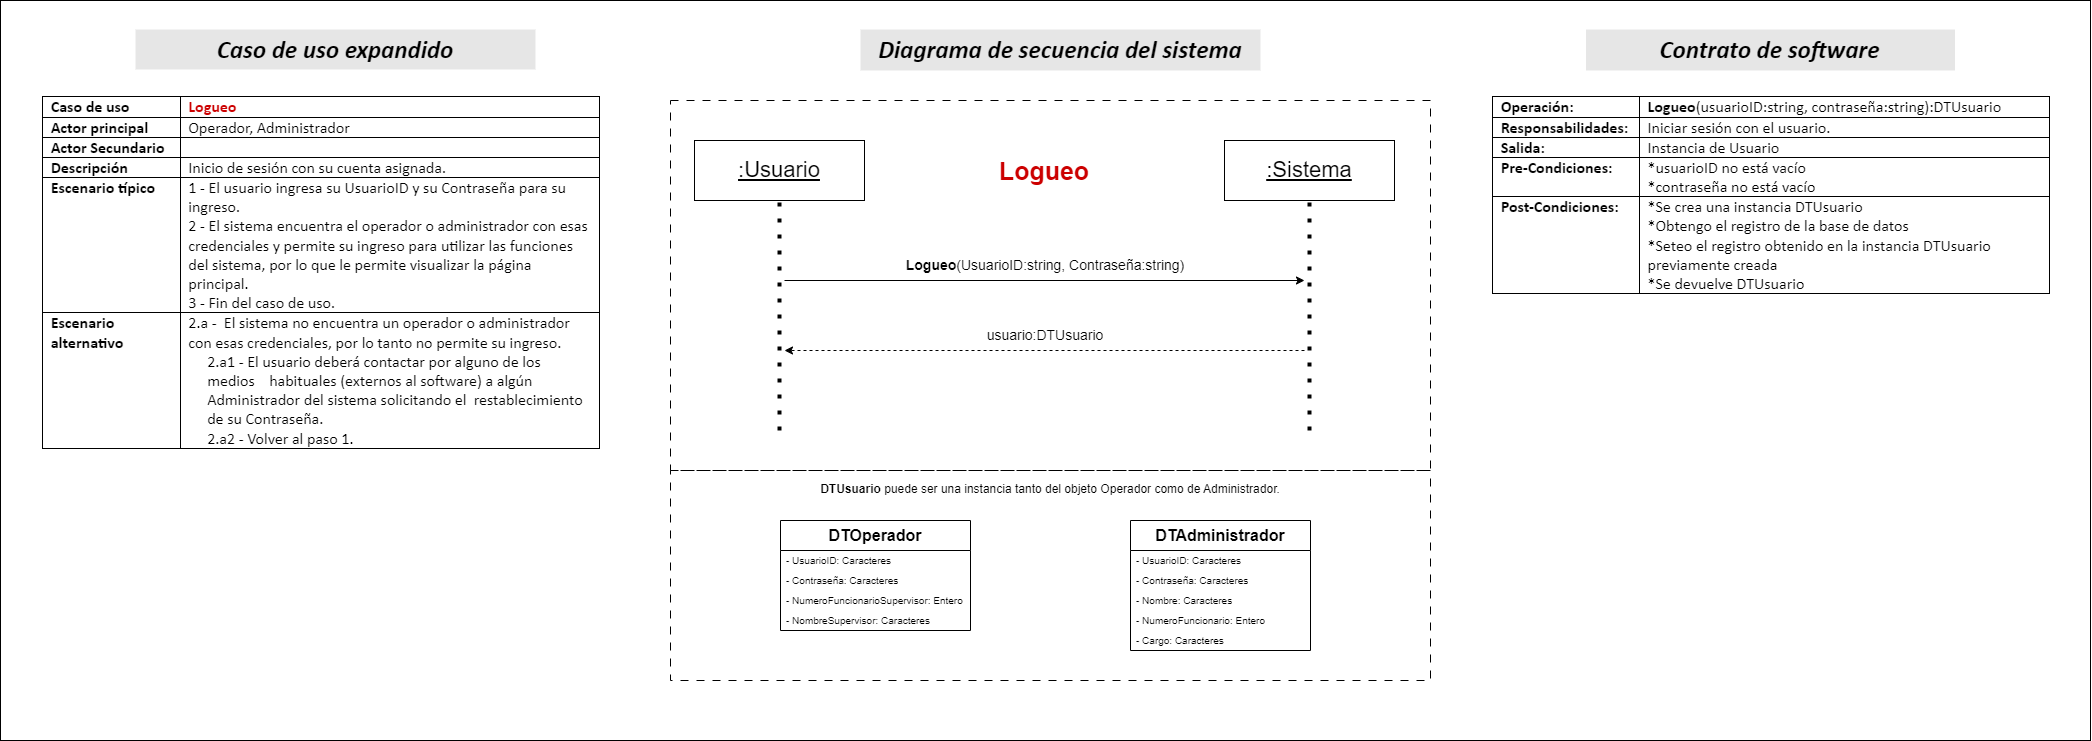 Caso de uso expandido
Caso de uso
Logueo
Actor principal
Operador, Administrador
Actor Secundario
Descripción
Inicio de sesión con su cuenta asignada.
Escenario típico
1 - El usuario ingresa su UsuarioID y su Contraseña para su
ingreso.
2 - El sistema encuentra el operador o administrador con esas
credenciales y permite su ingreso para utilizar las funciones
del sistema, por lo que le permite visualizar la página
principal.
3 - Fin del caso de uso.
Escenario
alternativo
2.a - El sistema no encuentra un operador o administrador
con esas credenciales, por lo tanto no permite su ingreso.
2.a1 - El usuario deberá contactar por alguno de los
medios habituales (externos al software) a algún
Administrador del sistema solicitando el restablecimiento
de su Contraseña.
2.a2 - Volver al paso 1.
Diagrama de secuencia del sistema
:Usuario
Logueo
:Sistema
Logueo(UsuarioID:string, Contraseña:string)
usuario:DTUsuario
DTUsuario puede ser una instancia tanto del objeto Operador como de Administrador.
DTOperador
- UsuarioID: Caracteres
- Contraseña: Caracteres
- NumeroFuncionarioSupervisor: Entero
- NombreSupervisor: Caracteres
DTAdministrador
- UsuarioID: Caracteres
- Contraseña: Caracteres
- Nombre: Caracteres
- NumeroFuncionario: Entero
- Cargo: Caracteres
Contrato de software
Operación:
Logueo(usuarioID:string, contraseña:string):DTUsuario
Responsabilidades:
Iniciar sesión con el usuario.
Salida:
Instancia de Usuario
Pre-Condiciones:
*usuarioID no está vacío
*contraseña no está vacío
Post-Condiciones:
*Se crea una instancia DTUsuario
*Obtengo el registro de la base de datos
*Seteo el registro obtenido en la instancia DTUsuario
previamente creada
*Se devuelve DTUsuario